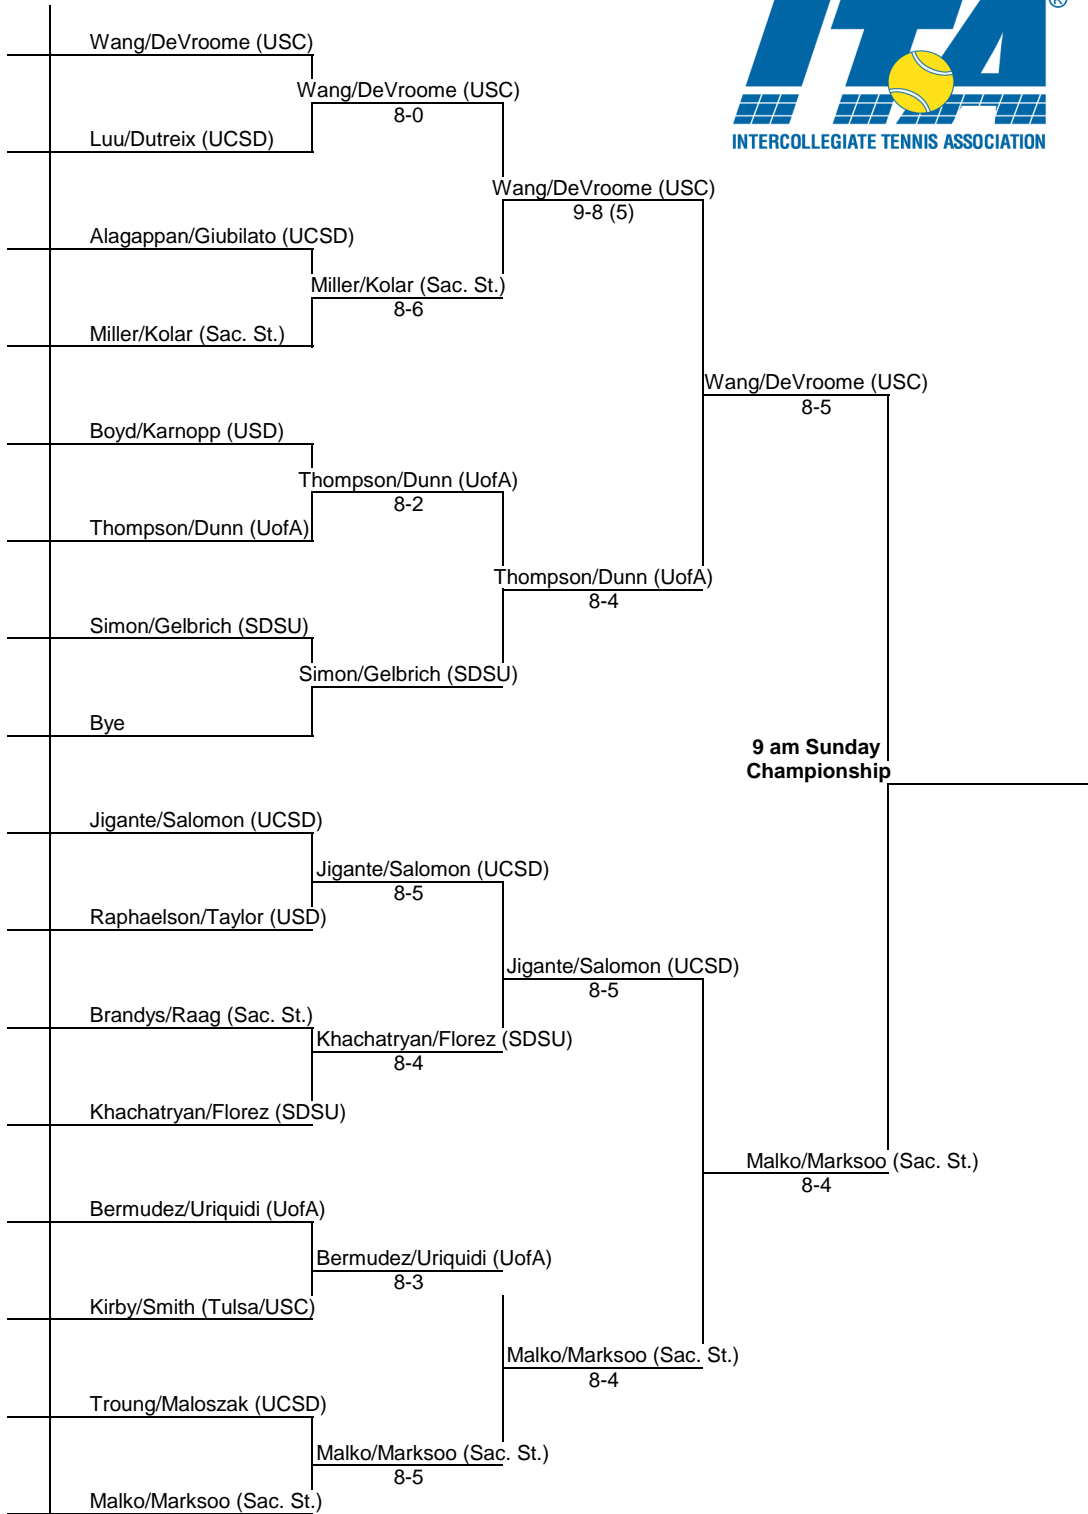 ITA
®
INTERCOLLEGIATE TENNIS ASSOCIATION
Wang/DeVroome (USC)
Wang/DeVroome (USC)
8-0
Luu/Dutreix (UCSD)
Wang/DeVroome (USC)
9-8 (5)
Alagappan/Giubilato (UCSD)
Miller/Kolar (Sac. St.)
8-6
Miller/Kolar (Sac. St.)
Wang/DeVroome (USC)
8-5
Boyd/Karnopp (USD)
Thompson/Dunn (UofA)
8-2
Thompson/Dunn (UofA)
Thompson/Dunn (UofA)
8-4
Simon/Gelbrich (SDSU)
Simon/Gelbrich (SDSU)
Bye
9 am Sunday
Championship
Jigante/Salomon (UCSD)
Jigante/Salomon (UCSD)
8-5
Raphaelson/Taylor (USD)
Jigante/Salomon (UCSD)
8-5
Brandys/Raag (Sac. St.)
Khachatryan/Florez (SDSU)
8-4
Khachatryan/Florez (SDSU)
Malko/Marksoo (Sac. St.)
8-4
Bermudez/Uriquidi (UofA)
Bermudez/Uriquidi (UofA)
8-3
Kirby/Smith (Tulsa/USC)
Malko/Marksoo (Sac. St.)
8-4
Troung/Maloszak (UCSD)
Malko/Marksoo (Sac. St.)
8-5
Malko/Marksoo (Sac. St.)